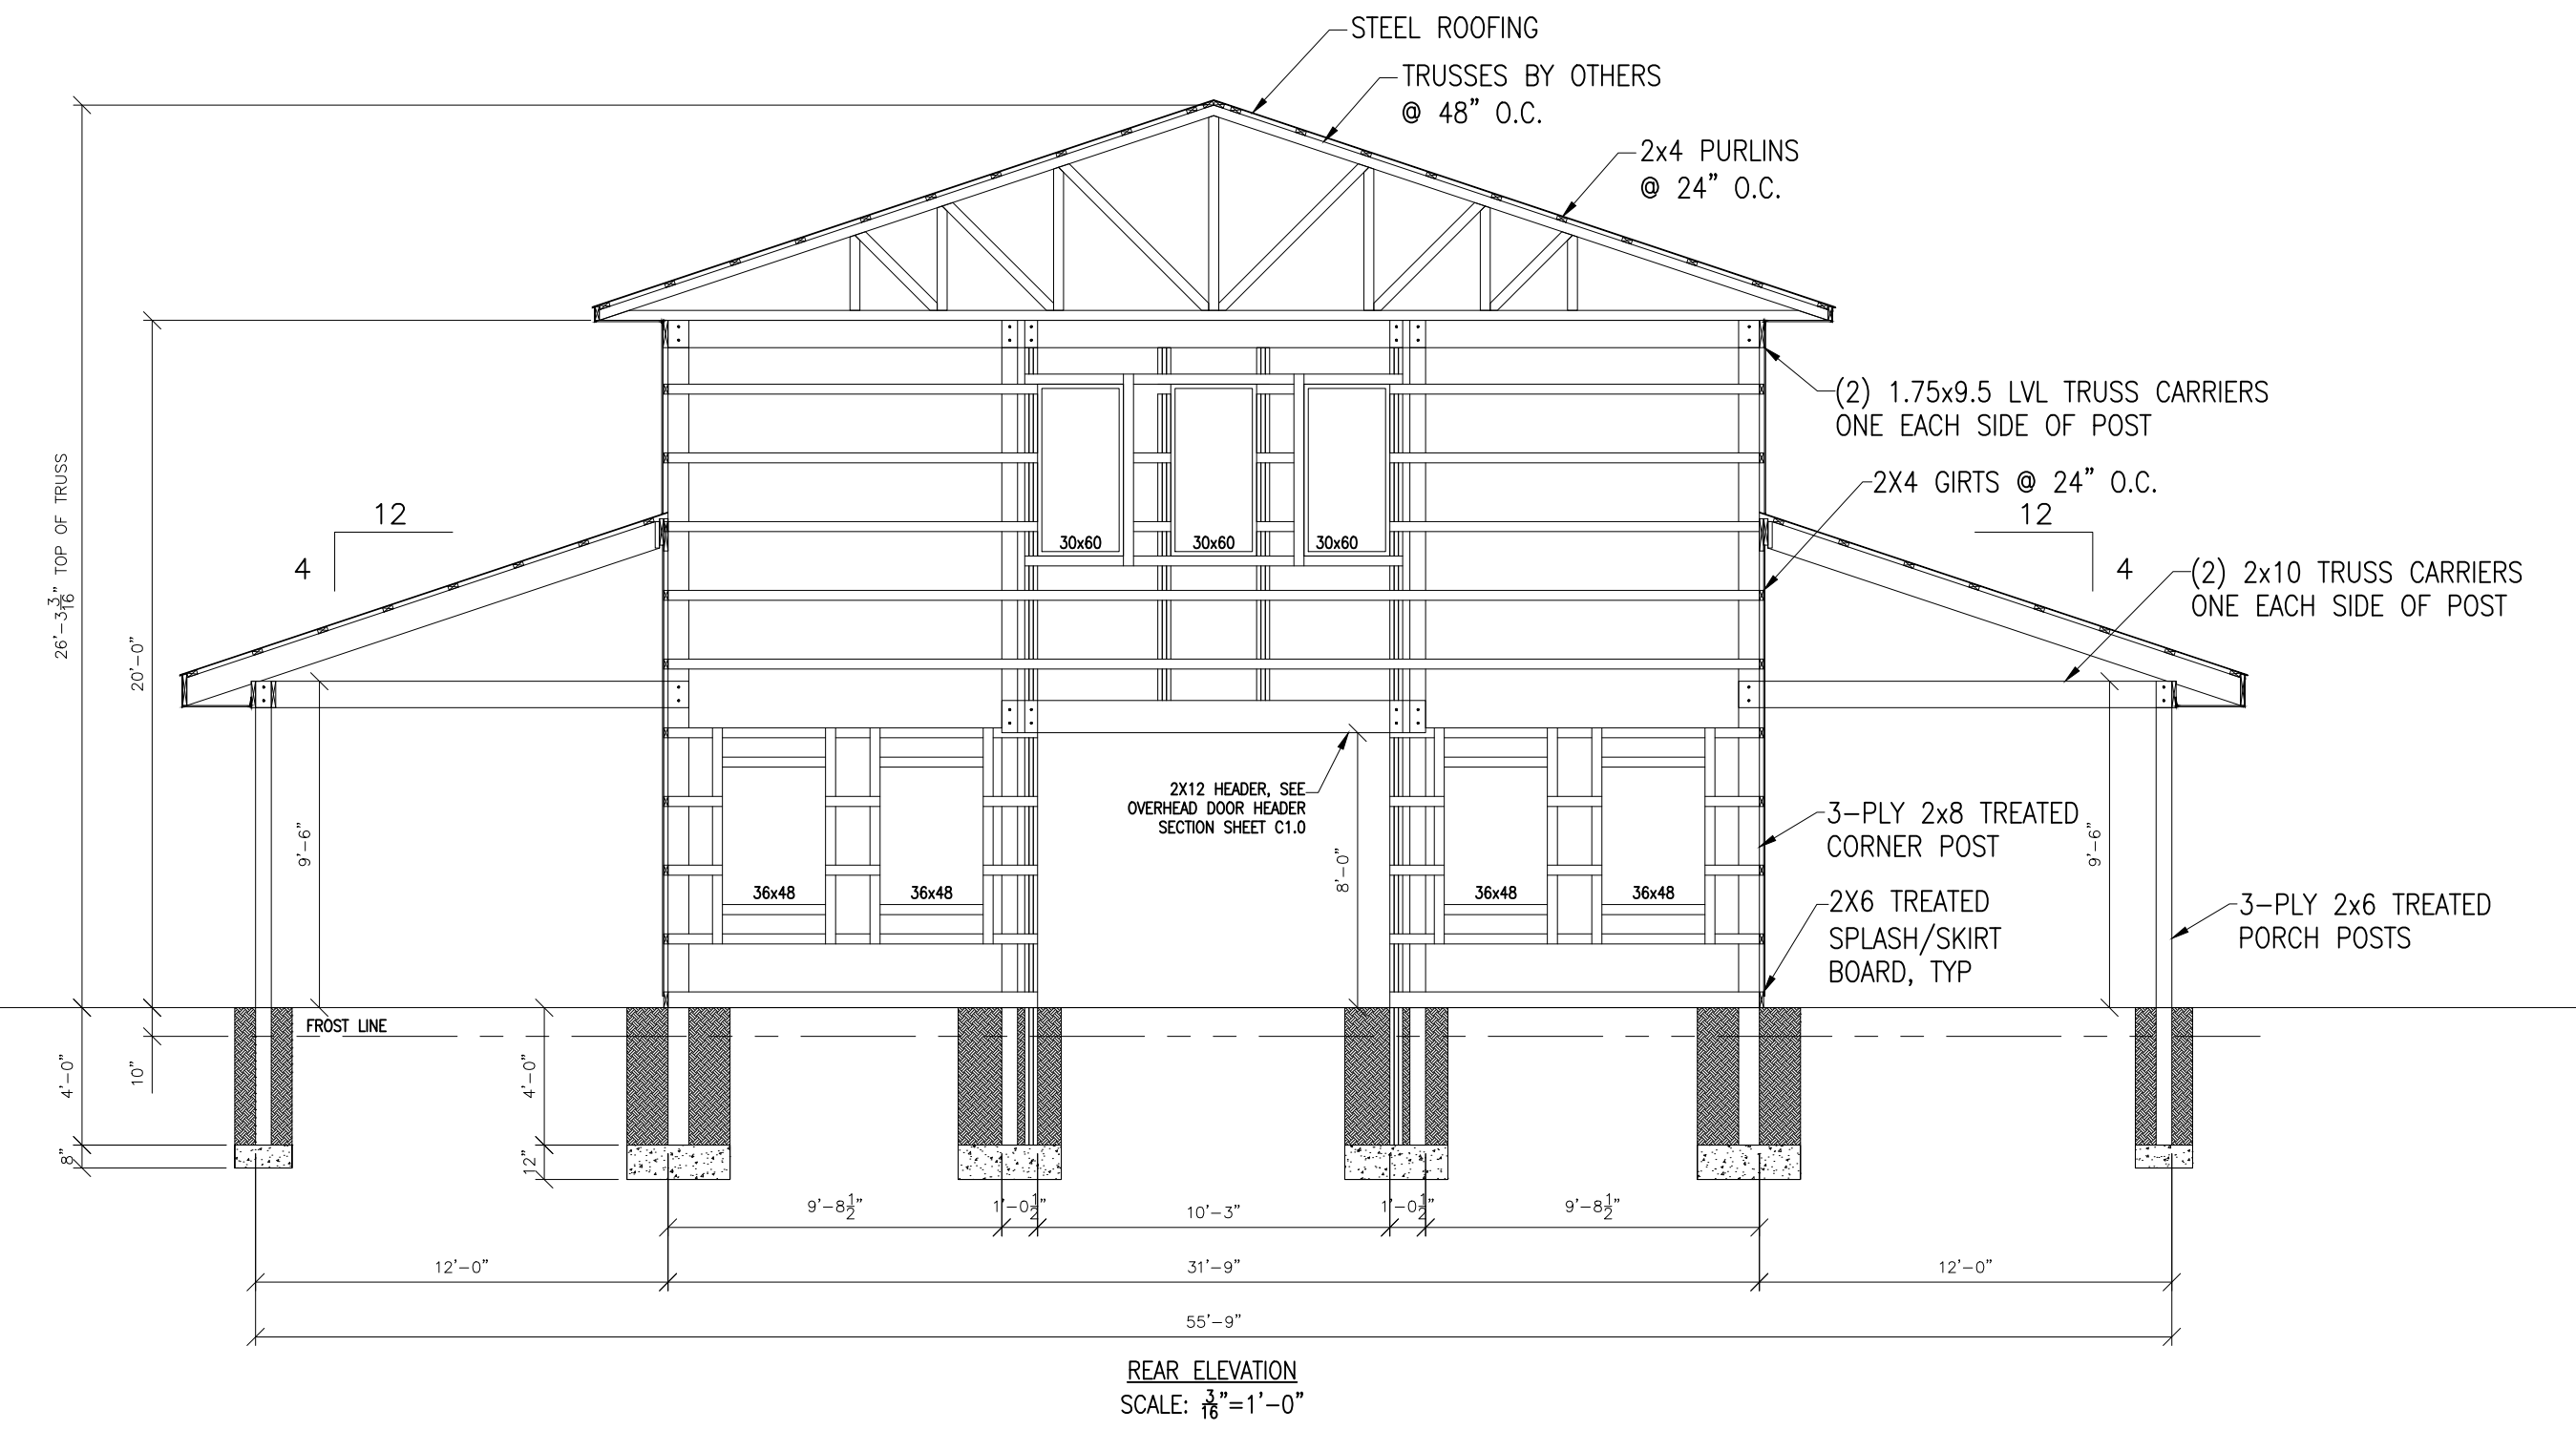 STEEL ROOFING
TRUSSES BY OTHERS
@ 48" O.C.
2x4 PURLINS
@ 24" O.C.
(2) 1.75x9.5 LVL TRUSS CARRIERS
ONE EACH SIDE OF POST
2X4 GIRTS @ 24" O.C.
12
4
12
4
(2) 2x10 TRUSS CARRIERS
ONE EACH SIDE OF POST
26'-3 3/16" TOP OF TRUSS
20'-0"
30x60
30x60
30x60
9'-6"
2X12 HEADER, SEE
OVERHEAD DOOR HEADER
SECTION SHEET C1.0
8'-0"
3-PLY 2x8 TREATED
CORNER POST
9'-6"
36x48
36x48
36x48
36x48
2X6 TREATED
SPLASH/SKIRT
BOARD, TYP
3-PLY 2x6 TREATED
PORCH POSTS
FROST LINE
4'-0"
10"
4'-0"
8"
12"
9'-8 1/2"
1'-0 1/2"
10'-3"
1'-0 1/2"
9'-8 1/2"
12'-0"
31'-9"
12'-0"
55'-9"
REAR ELEVATION
SCALE: 3/16"=1'-0"